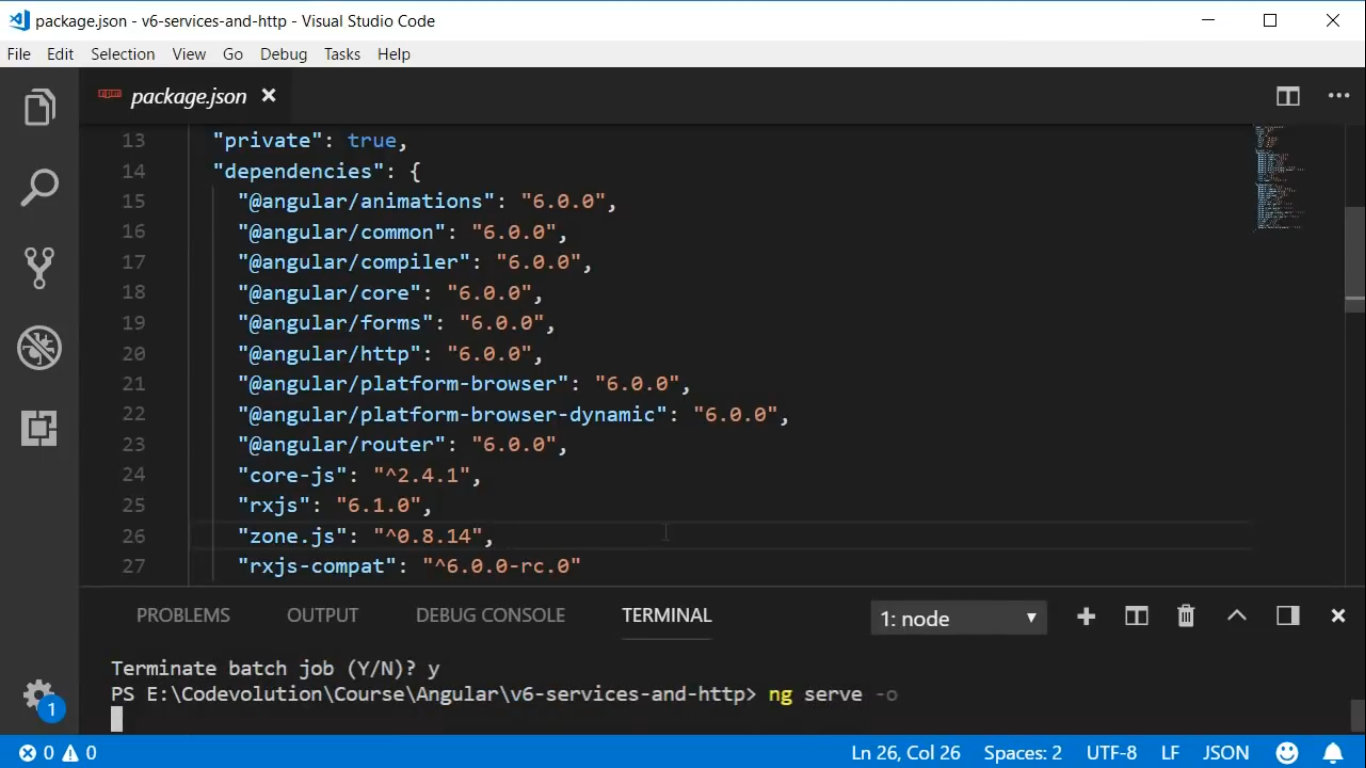 package.json - v6-services-and-http - Visual Studio Code
File Edit Selection View Go Debug Tasks Help
npm package.json
13 "private": true,
14 "dependencies": {
15 "@angular/animations": "6.0.0",
16 "@angular/common": "6.0.0",
17 "@angular/compiler": "6.0.0",
18 "@angular/core": "6.0.0",
19 "@angular/forms": "6.0.0",
20 "@angular/http": "6.0.0",
21 "@angular/platform-browser": "6.0.0",
22 "@angular/platform-browser-dynamic": "6.0.0",
23 "@angular/router": "6.0.0",
24 "core-js": "^2.4.1",
25 "rxjs": "6.1.0",
26 "zone.js": "^0.8.14",
27 "rxjs-compat": "^6.0.0-rc.0"
PROBLEMS OUTPUT DEBUG CONSOLE TERMINAL 1: node
Terminate batch job (Y/N)? y
PS E:\Codevolution\Course\Angular\v6-services-and-http> ng serve -o
1
0 0 Ln 26, Col 26 Spaces: 2 UTF-8 LF JSON